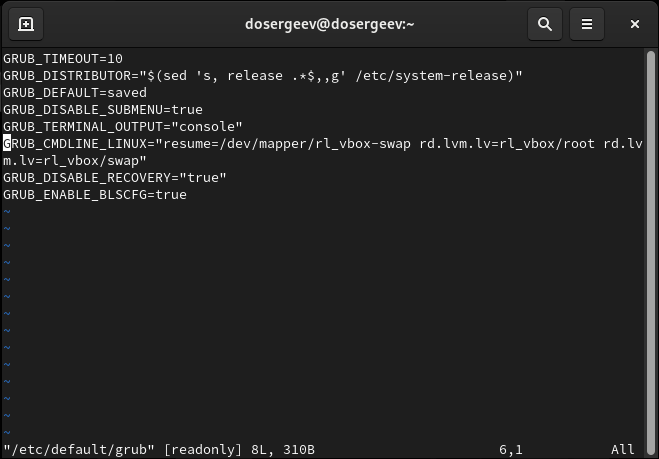 dosergeev@dosergeev:~
GRUB_TIMEOUT=10
GRUB_DISTRIBUTOR="$(sed 's, release .*$,,g' /etc/system-release)"
GRUB_DEFAULT=saved
GRUB_DISABLE_SUBMENU=true
GRUB_TERMINAL_OUTPUT="console"
GRUB_CMDLINE_LINUX="resume=/dev/mapper/rl_vbox-swap rd.lvm.lv=rl_vbox/root rd.lv
m.lv=rl_vbox/swap"
GRUB_DISABLE_RECOVERY="true"
GRUB_ENABLE_BLSCFG=true
~
~
~
~
~
~
~
~
~
~
~
~
~
~
"/etc/default/grub" [readonly] 8L, 310B 6,1 All